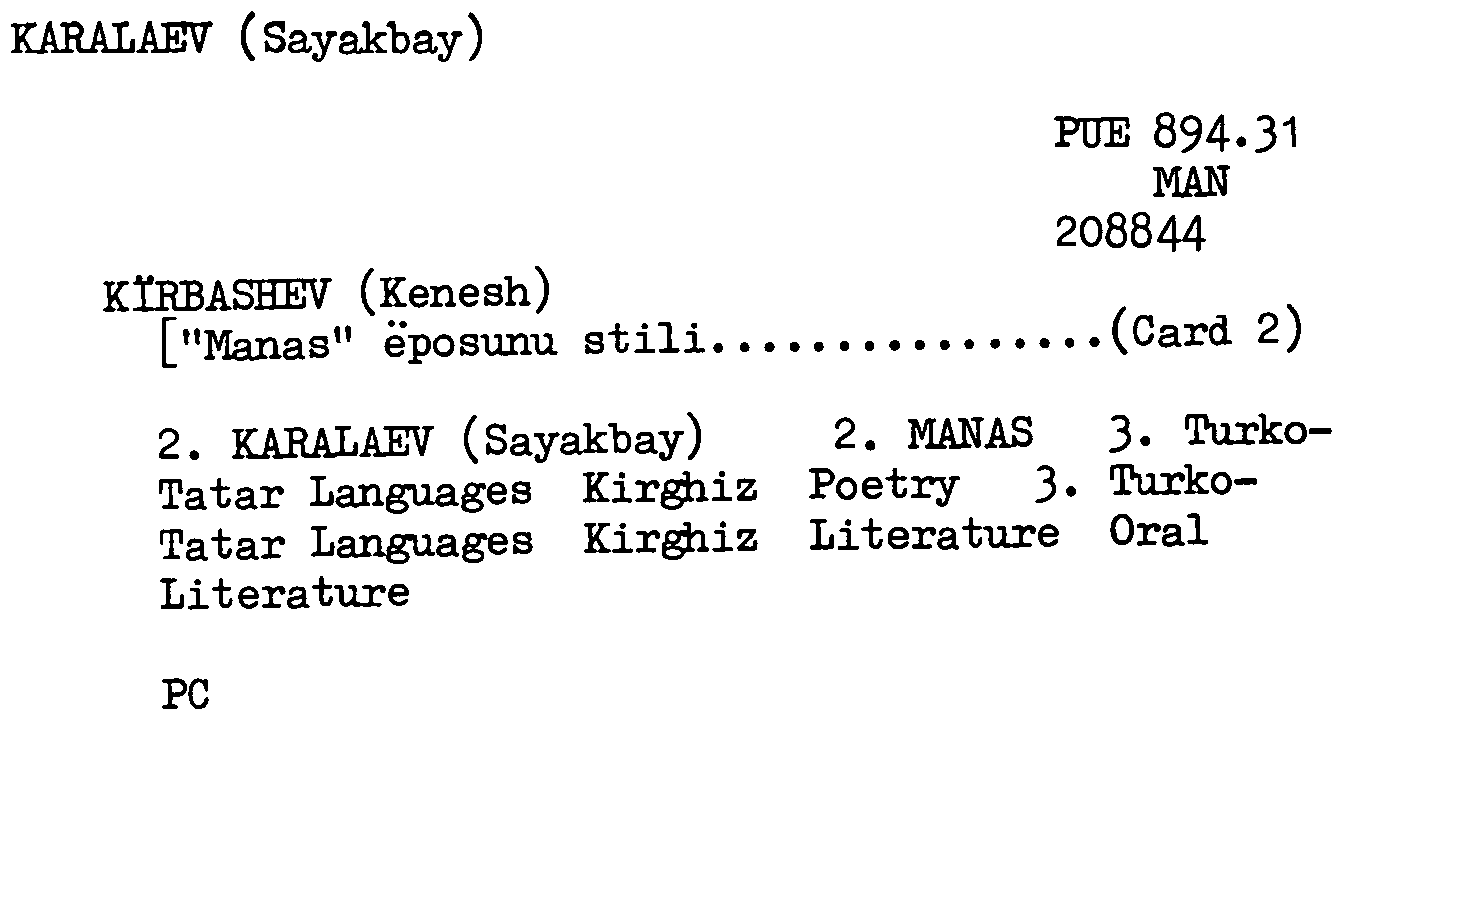 KARALAEV (Sayakbay)
PUE 894.31
MAN
208844
KÏRBASHEV (Kenesh)
["Manas" ëposunu stili................(Card 2)
2. KARALAEV (Sayakbay) 2. MANAS 3. Turko-
Tatar Languages Kirghiz Poetry 3. Turko-
Tatar Languages Kirghiz Literature Oral
Literature
PC